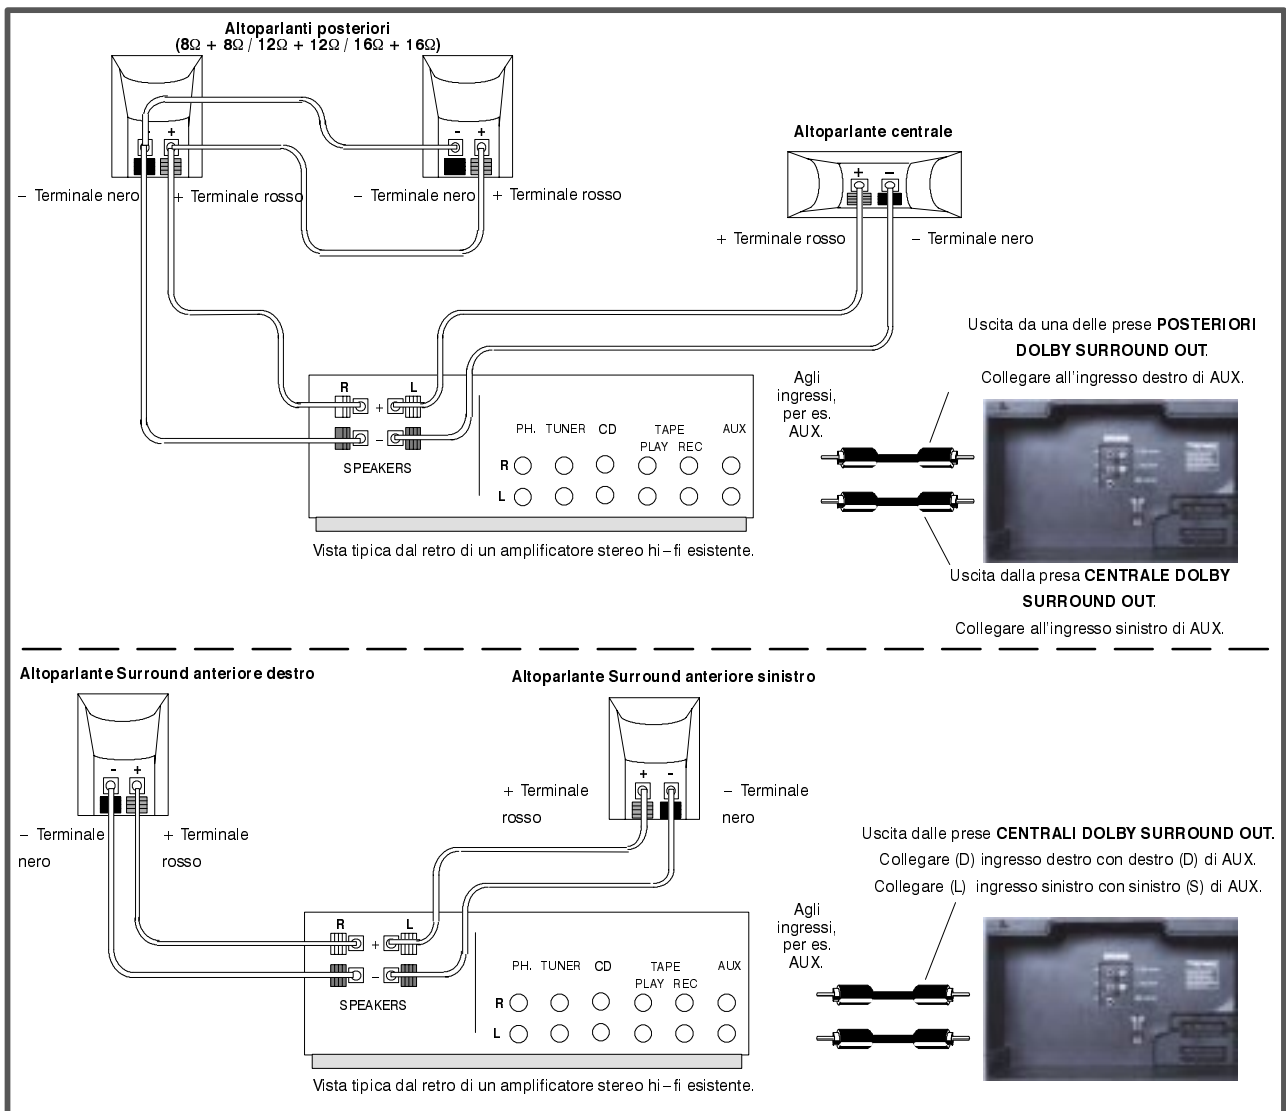 Altoparlanti posteriori
(8Ω + 8Ω / 12Ω + 12Ω / 16Ω + 16Ω)
- +
- +
– Terminale nero
+ Terminale rosso
– Terminale nero
+ Terminale rosso
Altoparlante centrale
+ –
+ Terminale rosso
– Terminale nero
Uscita da una delle prese POSTERIORI
DOLBY SURROUND OUT.
Collegare all'ingresso destro di AUX.
Agli
ingressi,
per es.
AUX.
R L
+
–
SPEAKERS
PH. TUNER CD TAPE AUX
PLAY REC
R
L
Vista tipica dal retro di un amplificatore stereo hi–fi esistente.
Uscita dalla presa CENTRALE DOLBY
SURROUND OUT.
Collegare all'ingresso sinistro di AUX.
Altoparlante Surround anteriore destro
Altoparlante Surround anteriore sinistro
- +
+ -
– Terminale
nero
+ Terminale
rosso
+ Terminale
rosso
– Terminale
nero
Uscita dalle prese CENTRALI DOLBY SURROUND OUT.
Collegare (D) ingresso destro con destro (D) di AUX.
Collegare (L) ingresso sinistro con sinistro (S) di AUX.
Agli
ingressi,
per es.
AUX.
R L
+
–
SPEAKERS
PH. TUNER CD TAPE AUX
PLAY REC
R
L
Vista tipica dal retro di un amplificatore stereo hi–fi esistente.